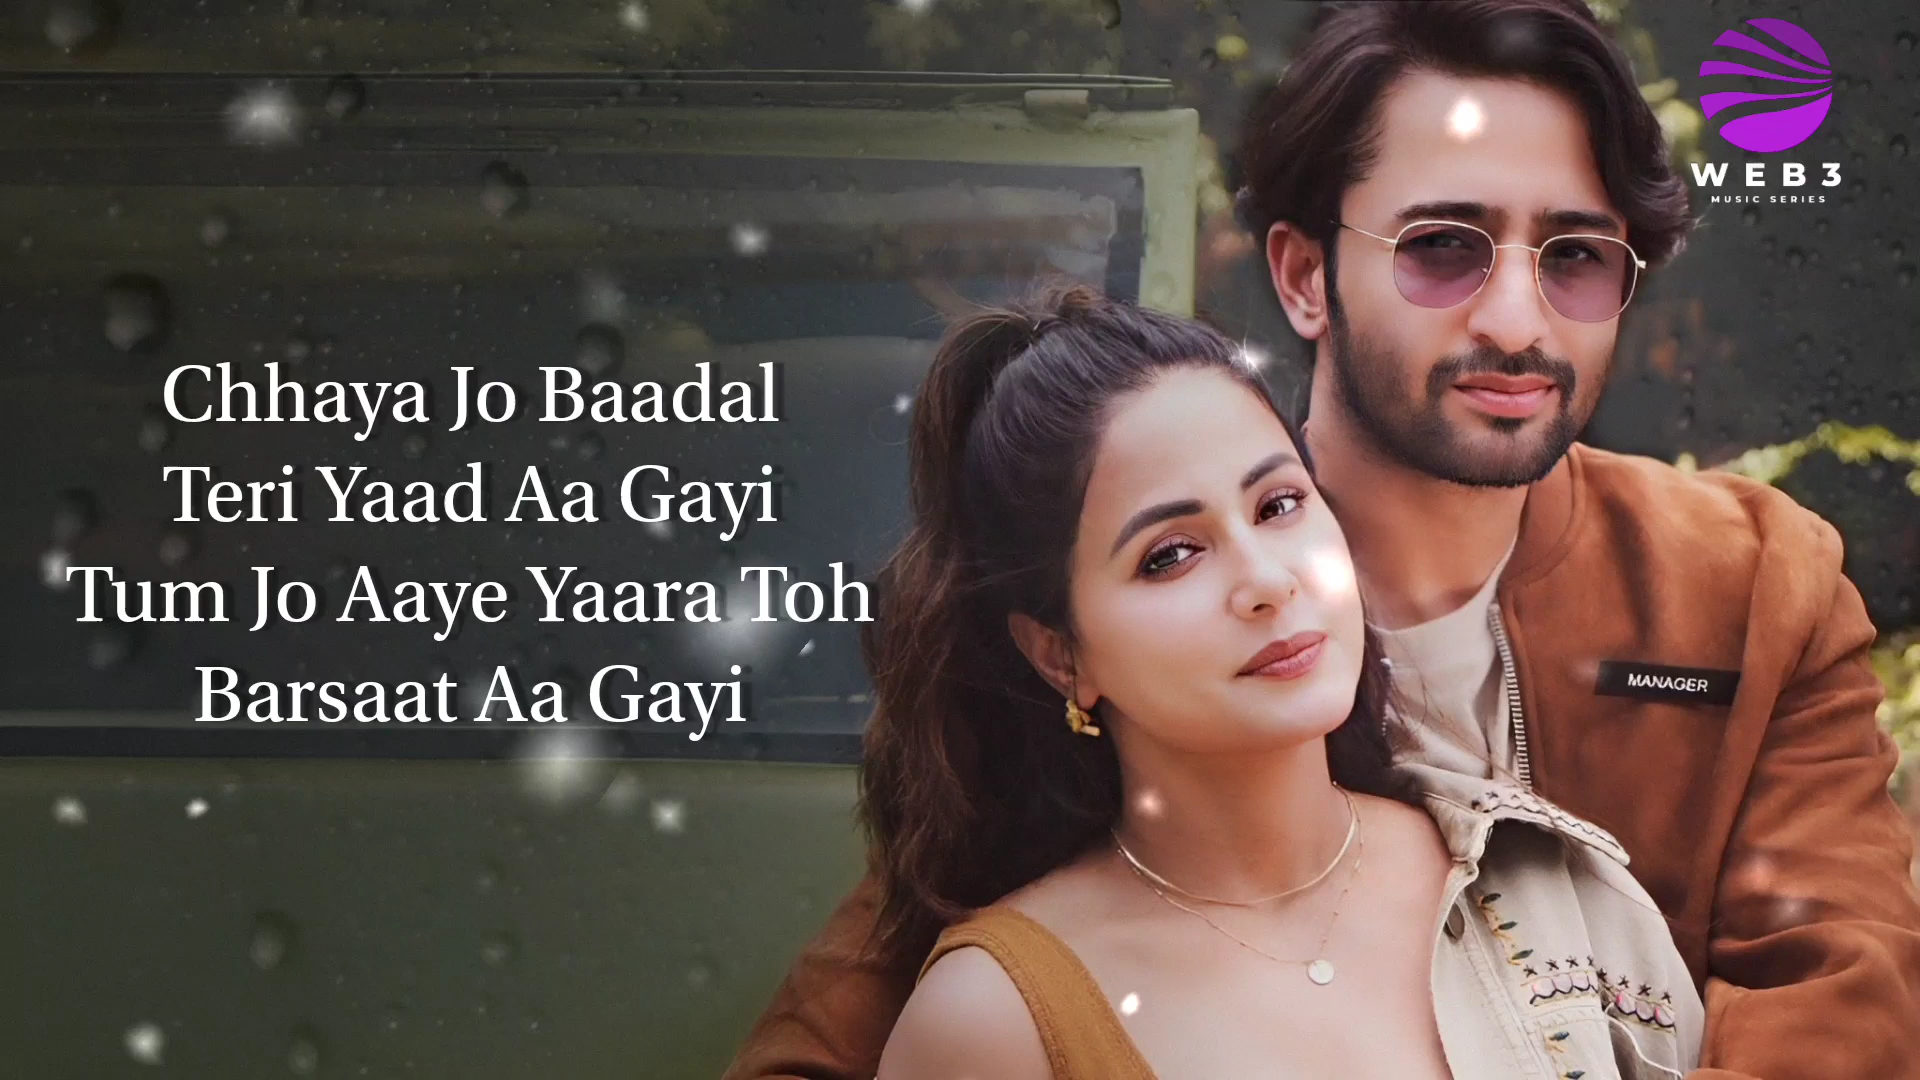 WEB3
MUSIC SERIES
Chhaya Jo Baadal
Teri Yaad Aa Gayi
Tum Jo Aaye Yaara Toh
Barsaat Aa Gayi
MANAGER